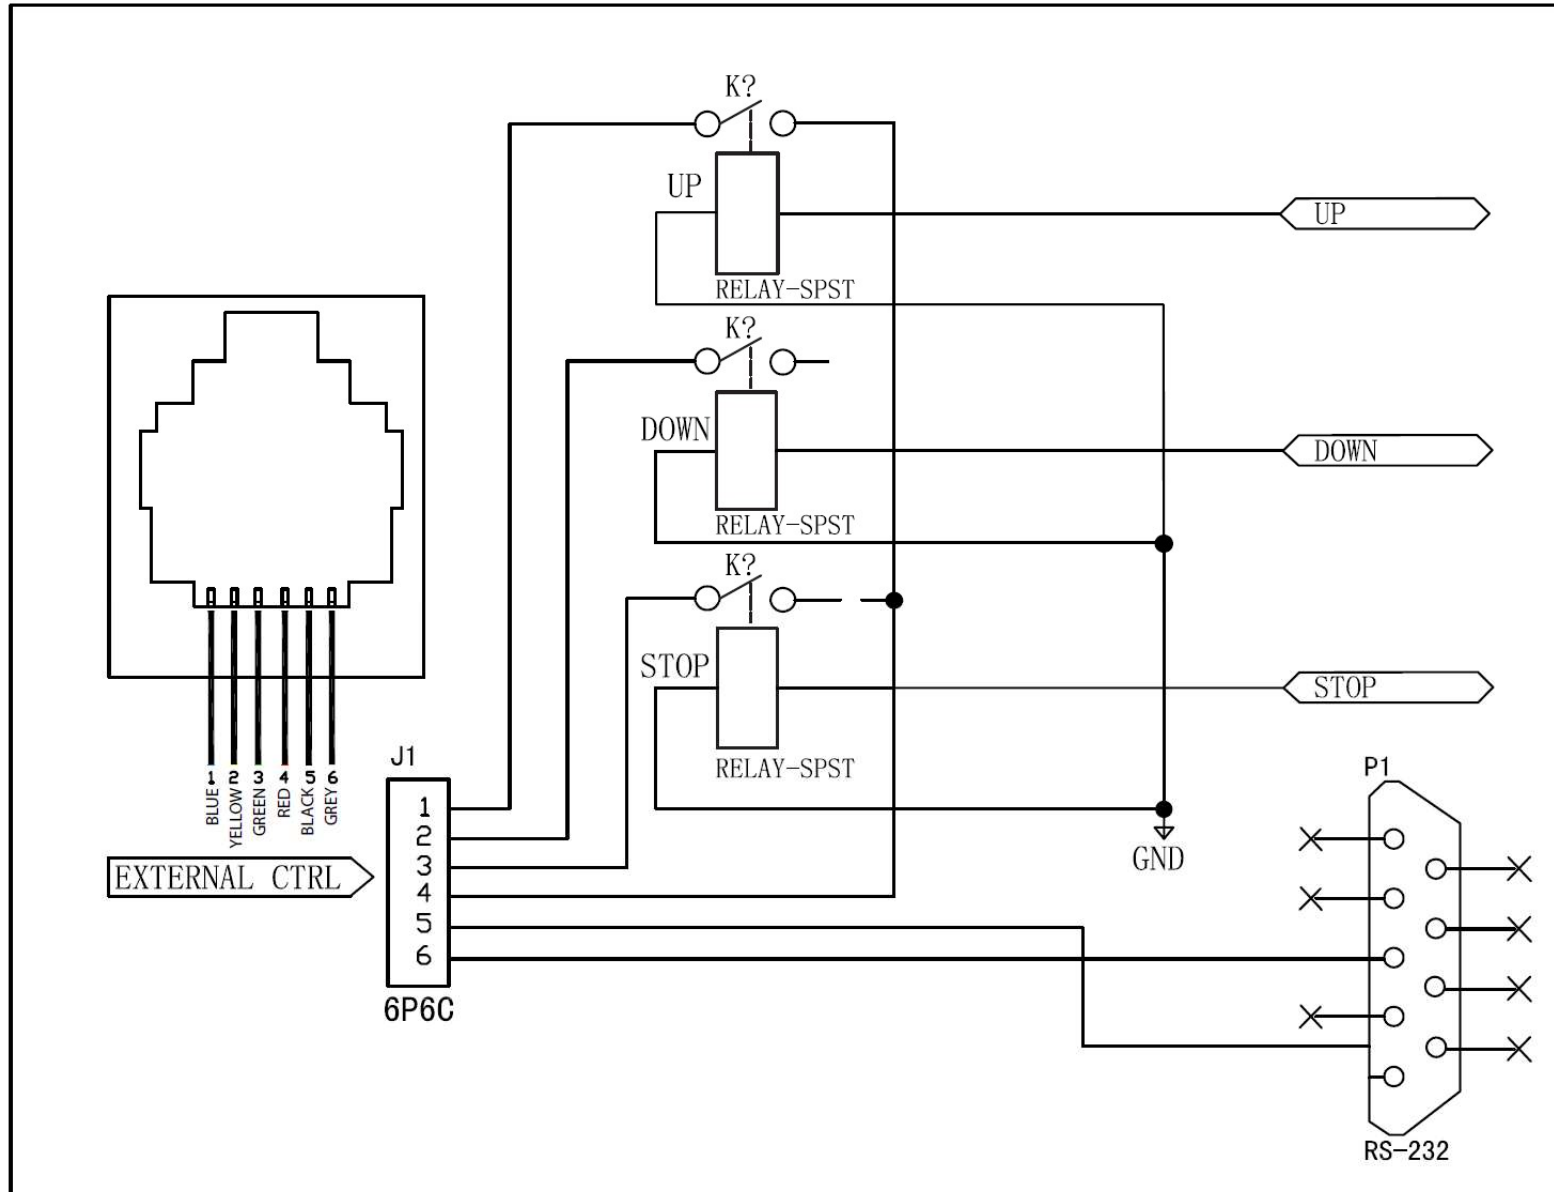 K?
UP
UP
RELAY-SPST
K?
DOWN
DOWN
RELAY-SPST
K?
STOP
STOP
RELAY-SPST
1 2 3 4 5 6
BLUE
YELLOW
GREEN
RED
BLACK
GREY
EXTERNAL CTRL
J1
1
2
3
4
5
6
6P6C
GND
P1
RS-232